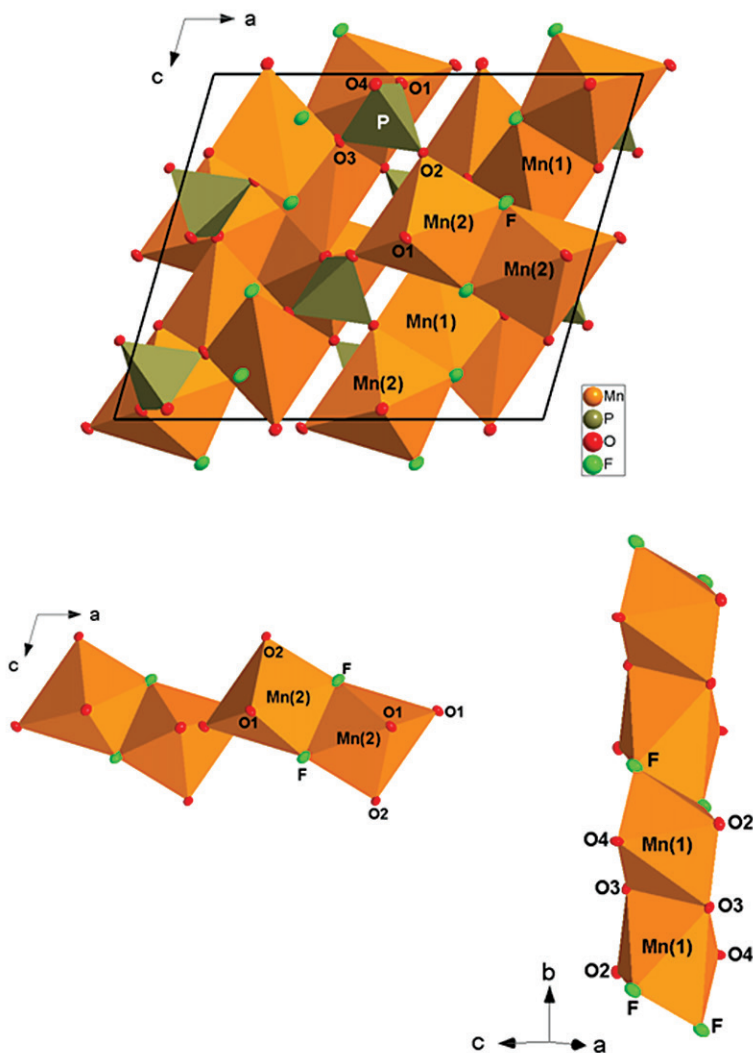 a
c
O4
O1
P
O3
O2
Mn(1)
Mn(2)
F
O1
Mn(2)
Mn(1)
Mn(2)
Mn
P
O
F
a
c
O2
F
Mn(2)
O1
O1
O1
Mn(2)
F
O2
F
O2
Mn(1)
O4
O3
O3
Mn(1)
O4
O2
F
F
b
c
a